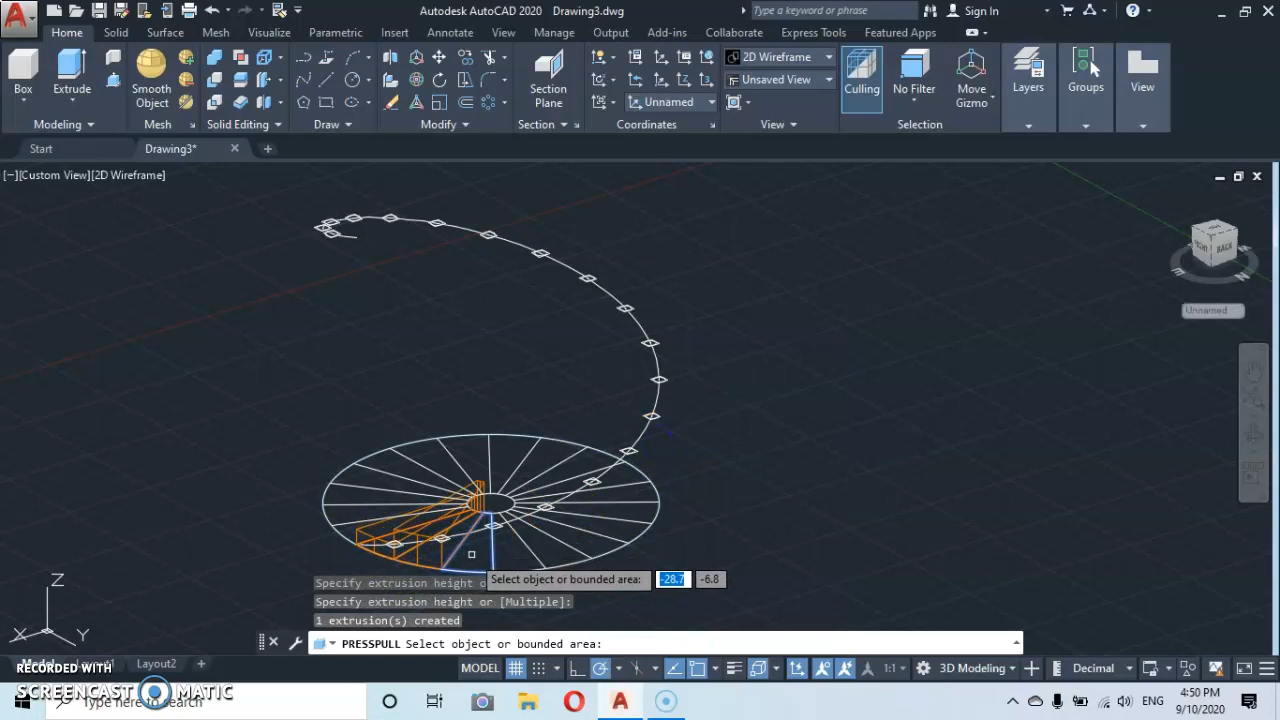 Autodesk AutoCAD 2020 Drawing3.dwg
Type a keyword or phrase
Sign In
Home Solid Surface Mesh Visualize Parametric Insert Annotate View Manage Output Add-ins Collaborate Express Tools Featured Apps
Box
Extrude
Smooth
Object
Section
Plane
2D Wireframe
Unsaved View
Unnamed
Culling
No Filter
Move
Gizmo
Layers
Groups
View
Modeling
Mesh
Solid Editing
Draw
Modify
Section
Coordinates
View
Selection
Start
Drawing3*
[−][Custom View][2D Wireframe]
BACK
Unnamed
Z
X
Y
Select object or bounded area:
-28.7
-6.8
Specify extrusion height o
Specify extrusion height or [Multiple]:
1 extrusion(s) created
PRESSPULL Select object or bounded area:
Layout2
MODEL
1:1
3D Modeling
Decimal
RECORDED WITH
SCREENCAST MATIC
Type here to search
ENG
4:50 PM
9/10/2020